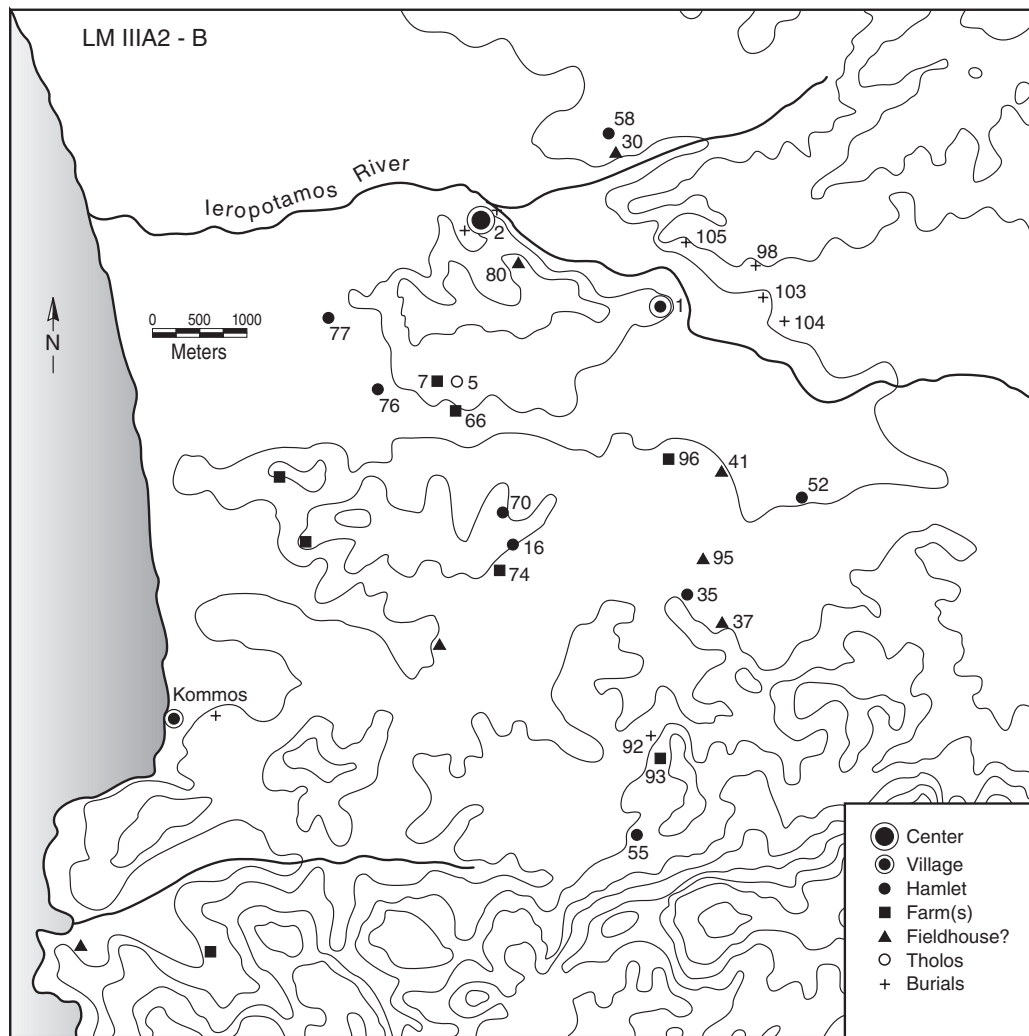 LM IIIA2 - B
58
30
Ieropotamos River
2
105
98
80
103
1
104
77
0 500 1000
Meters
N
7
5
76
66
96
41
52
70
16
95
74
35
37
Kommos
92
93
55
Center
Village
Hamlet
Farm(s)
Fieldhouse?
Tholos
Burials